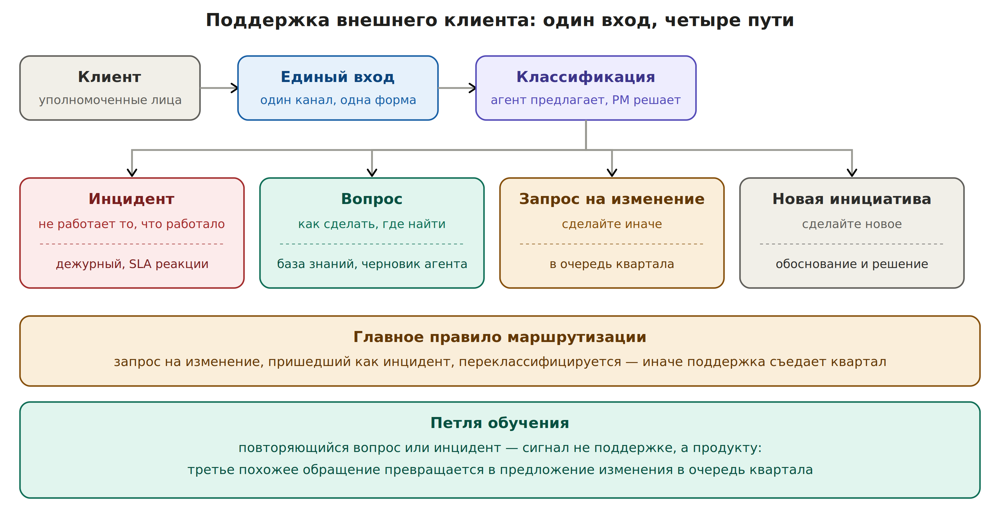 Поддержка внешнего клиента: один вход, четыре пути
Клиент
уполномоченные лица
Единый вход
один канал, одна форма
Классификация
агент предлагает, PM решает
Инцидент
не работает то, что работало
дежурный, SLA реакции
Вопрос
как сделать, где найти
база знаний, черновик агента
Запрос на изменение
сделайте иначе
в очередь квартала
Новая инициатива
сделайте новое
обоснование и решение
Главное правило маршрутизации
запрос на изменение, пришедший как инцидент, переклассифицируется — иначе поддержка съедает квартал
Петля обучения
повторяющийся вопрос или инцидент — сигнал не поддержке, а продукту:
третье похожее обращение превращается в предложение изменения в очередь квартала